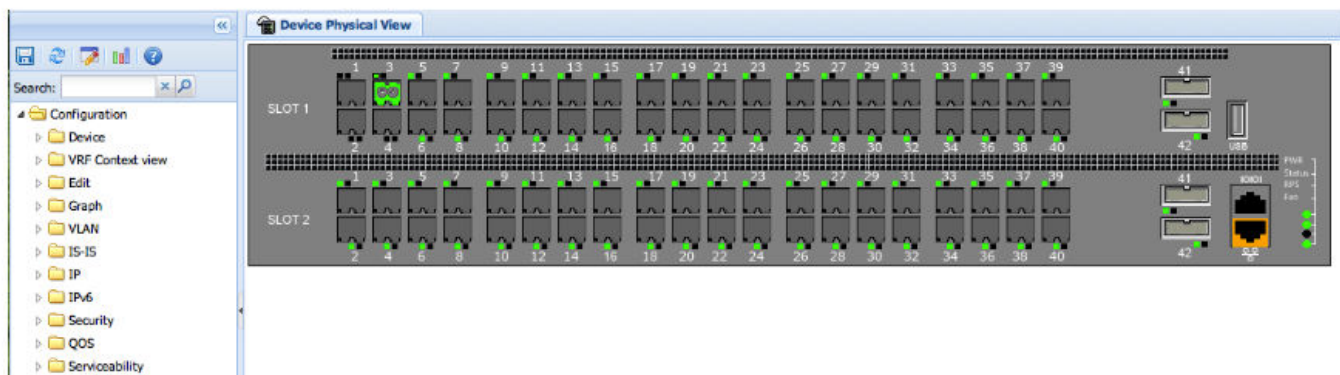 Device Physical View
Search:
Configuration
Device
VRF Context view
Edit
Graph
VLAN
IS-IS
IP
IPv6
Security
QOS
Serviceability
1 3 5 7 9 11 13 15 17 19 21 23 25 27 29 31 33 35 37 39 41
SLOT 1
2 4 6 8 10 12 14 16 18 20 22 24 26 28 30 32 34 36 38 40 42 USB
PWR
Status
RPS
Fan
1 3 5 7 9 11 13 15 17 19 21 23 25 27 29 31 33 35 37 39 41 IOIOI
SLOT 2
2 4 6 8 10 12 14 16 18 20 22 24 26 28 30 32 34 36 38 40 42